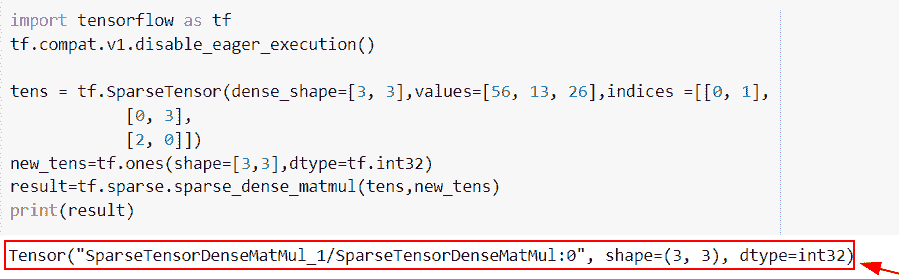 import tensorflow as tf
tf.compat.v1.disable_eager_execution()
tens = tf.SparseTensor(dense_shape=[3, 3],values=[56, 13, 26],indices =[[0, 1],
[0, 3],
[2, 0]])
new_tens=tf.ones(shape=[3,3],dtype=tf.int32)
result=tf.sparse.sparse_dense_matmul(tens,new_tens)
print(result)
Tensor("SparseTensorDenseMatMul_1/SparseTensorDenseMatMul:0", shape=(3, 3), dtype=int32)